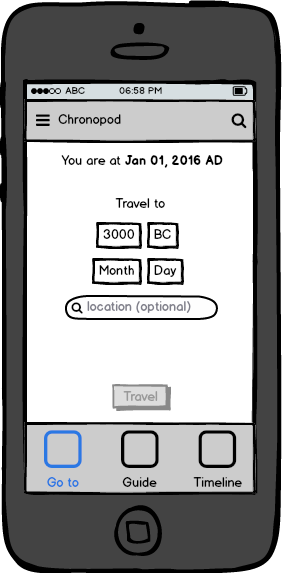 ABC 06:58 PM
Chronopod
You are at Jan 01, 2016 AD
Travel to
3000 BC
Month Day
location (optional)
Travel
Go to Guide Timeline